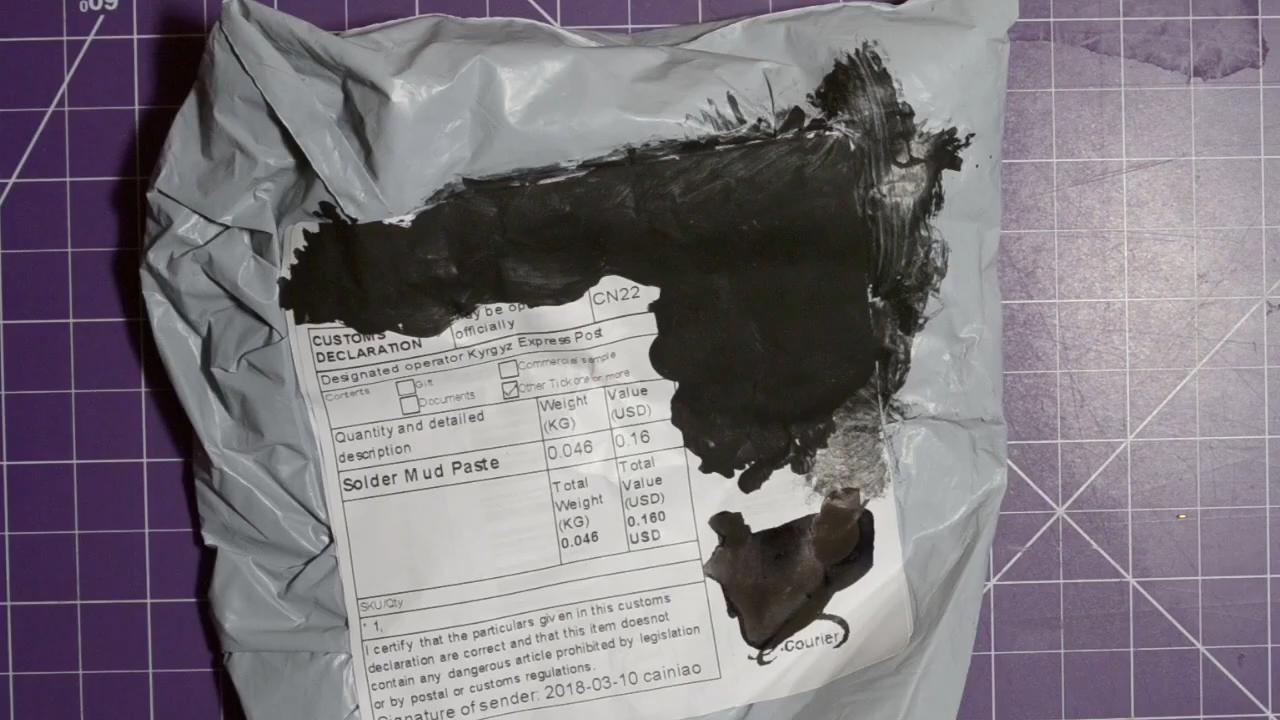 09
CN22
officially
CUSTOMS
DECLARATION
Designated operator Kyrgyz Express Post
Contents
Gift
Commercial sample
Documents
Other Tick one or more
Quantity and detailed
description
Weight
(KG)
Value
(USD)
Solder Mud Paste
0.046
0.16
Total
Weight
(KG)
0.046
Total
Value
(USD)
0.160
USD
SKU/Qty
* 1,
I certify that the particulars given in this customs
declaration are correct and that this item doesnot
contain any dangerous article prohibited by legislation
or by postal or customs regulations.
Signature of sender: 2018-03-10 cainiao
:courier